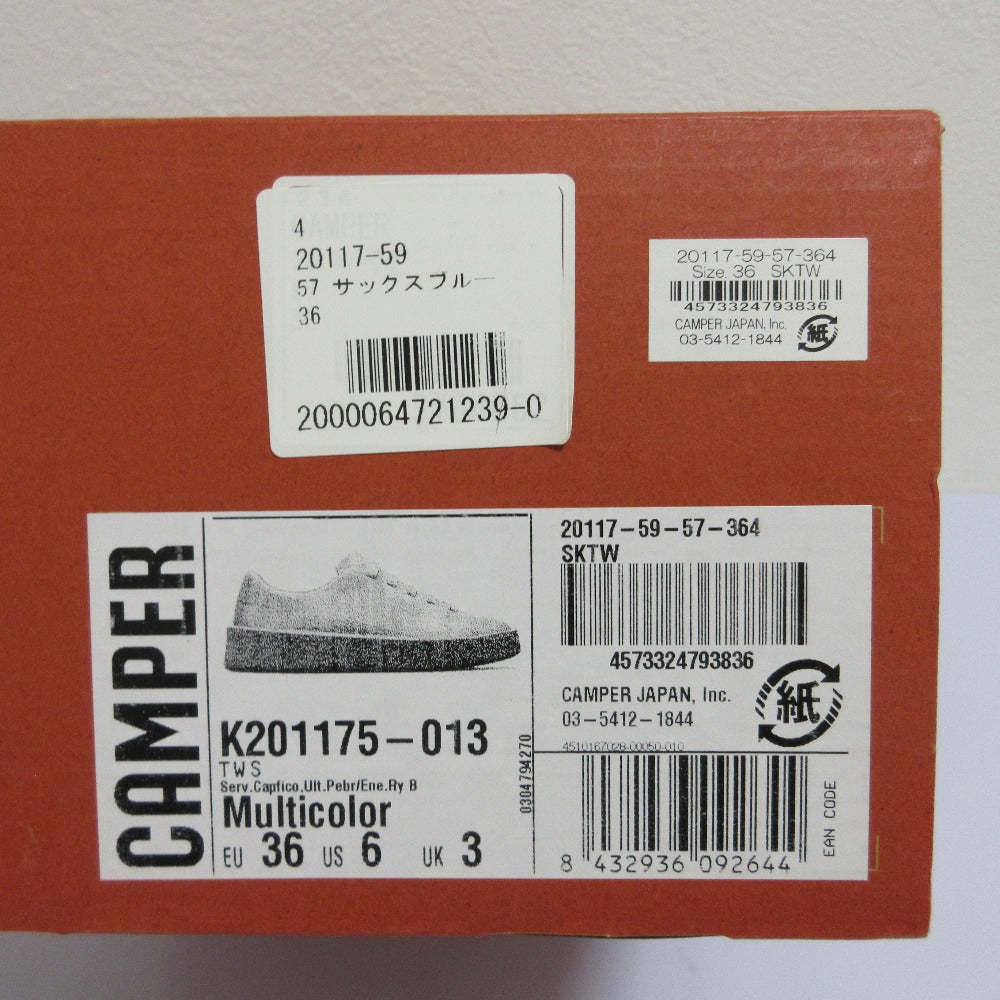 4
20117-59
57 サックスブルー
36
2000064721239-0
20117-59-57-364
Size. 36 SKTW
4573324793836
CAMPER JAPAN, Inc.
03-5412-1844
紙
CAMPER
K201175-013
TWS
Serv.Capfico,Ult.Pebr/Ene.Ry B
Multicolor
EU 36 US 6 UK 3
0304794270
20117-59-57-364
SKTW
4573324793836
CAMPER JAPAN, Inc.
03-5412-1844
紙
4510167028-00050-010
8 432936 092644
EAN CODE